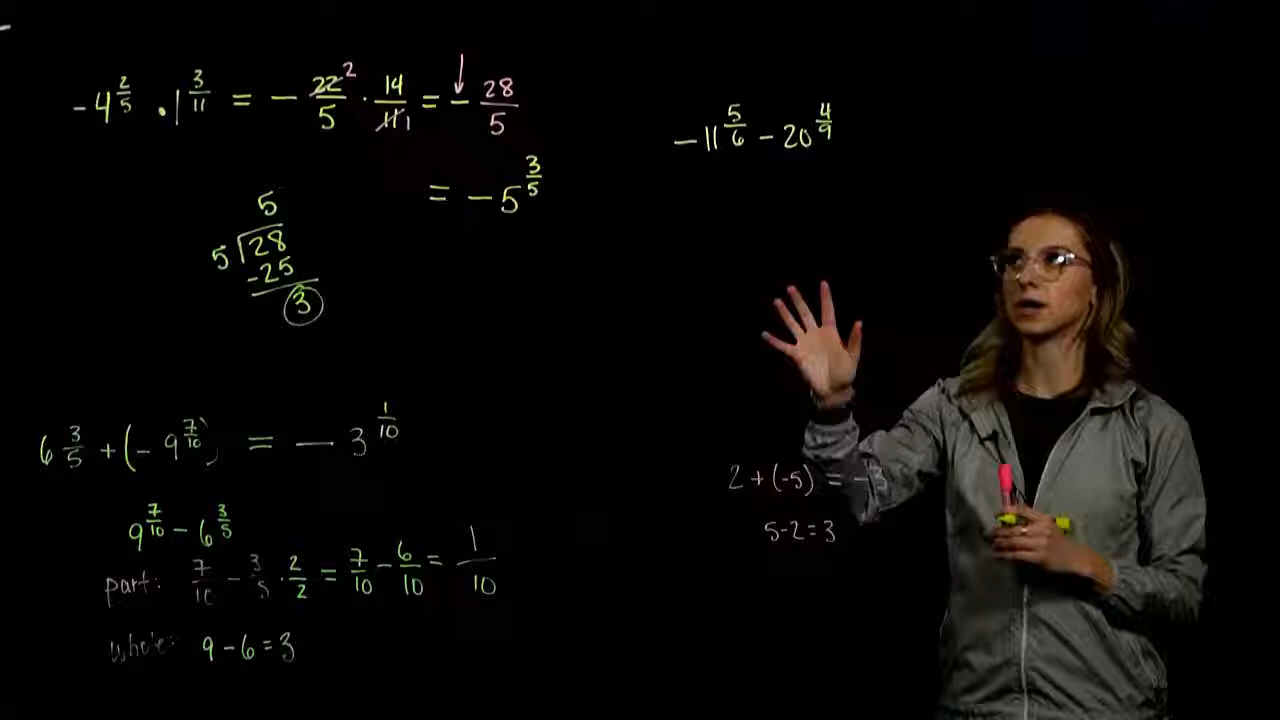 -4 2/5 · 1 3/11 = - 22/5 2 · 14/11 1 = - 28/5
= -5 3/5
5
5 28
-25
3
6 3/5 + (- 9 7/10) = - 3 1/10
9 7/10 - 6 3/5
part: 7/10 - 3/5 · 2/2 = 7/10 - 6/10 = 1/10
whole: 9 - 6 = 3
-11 5/6 - 20 4/9
2 + (-5) = -3
5-2=3